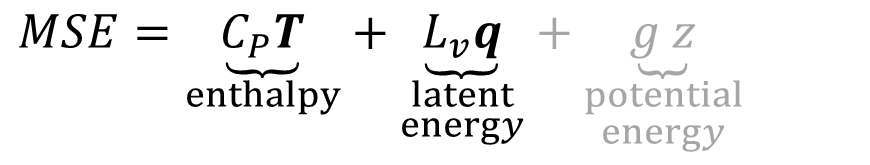 MSE = C_P T + L_v q + g z
enthalpy latent potential
energy energy